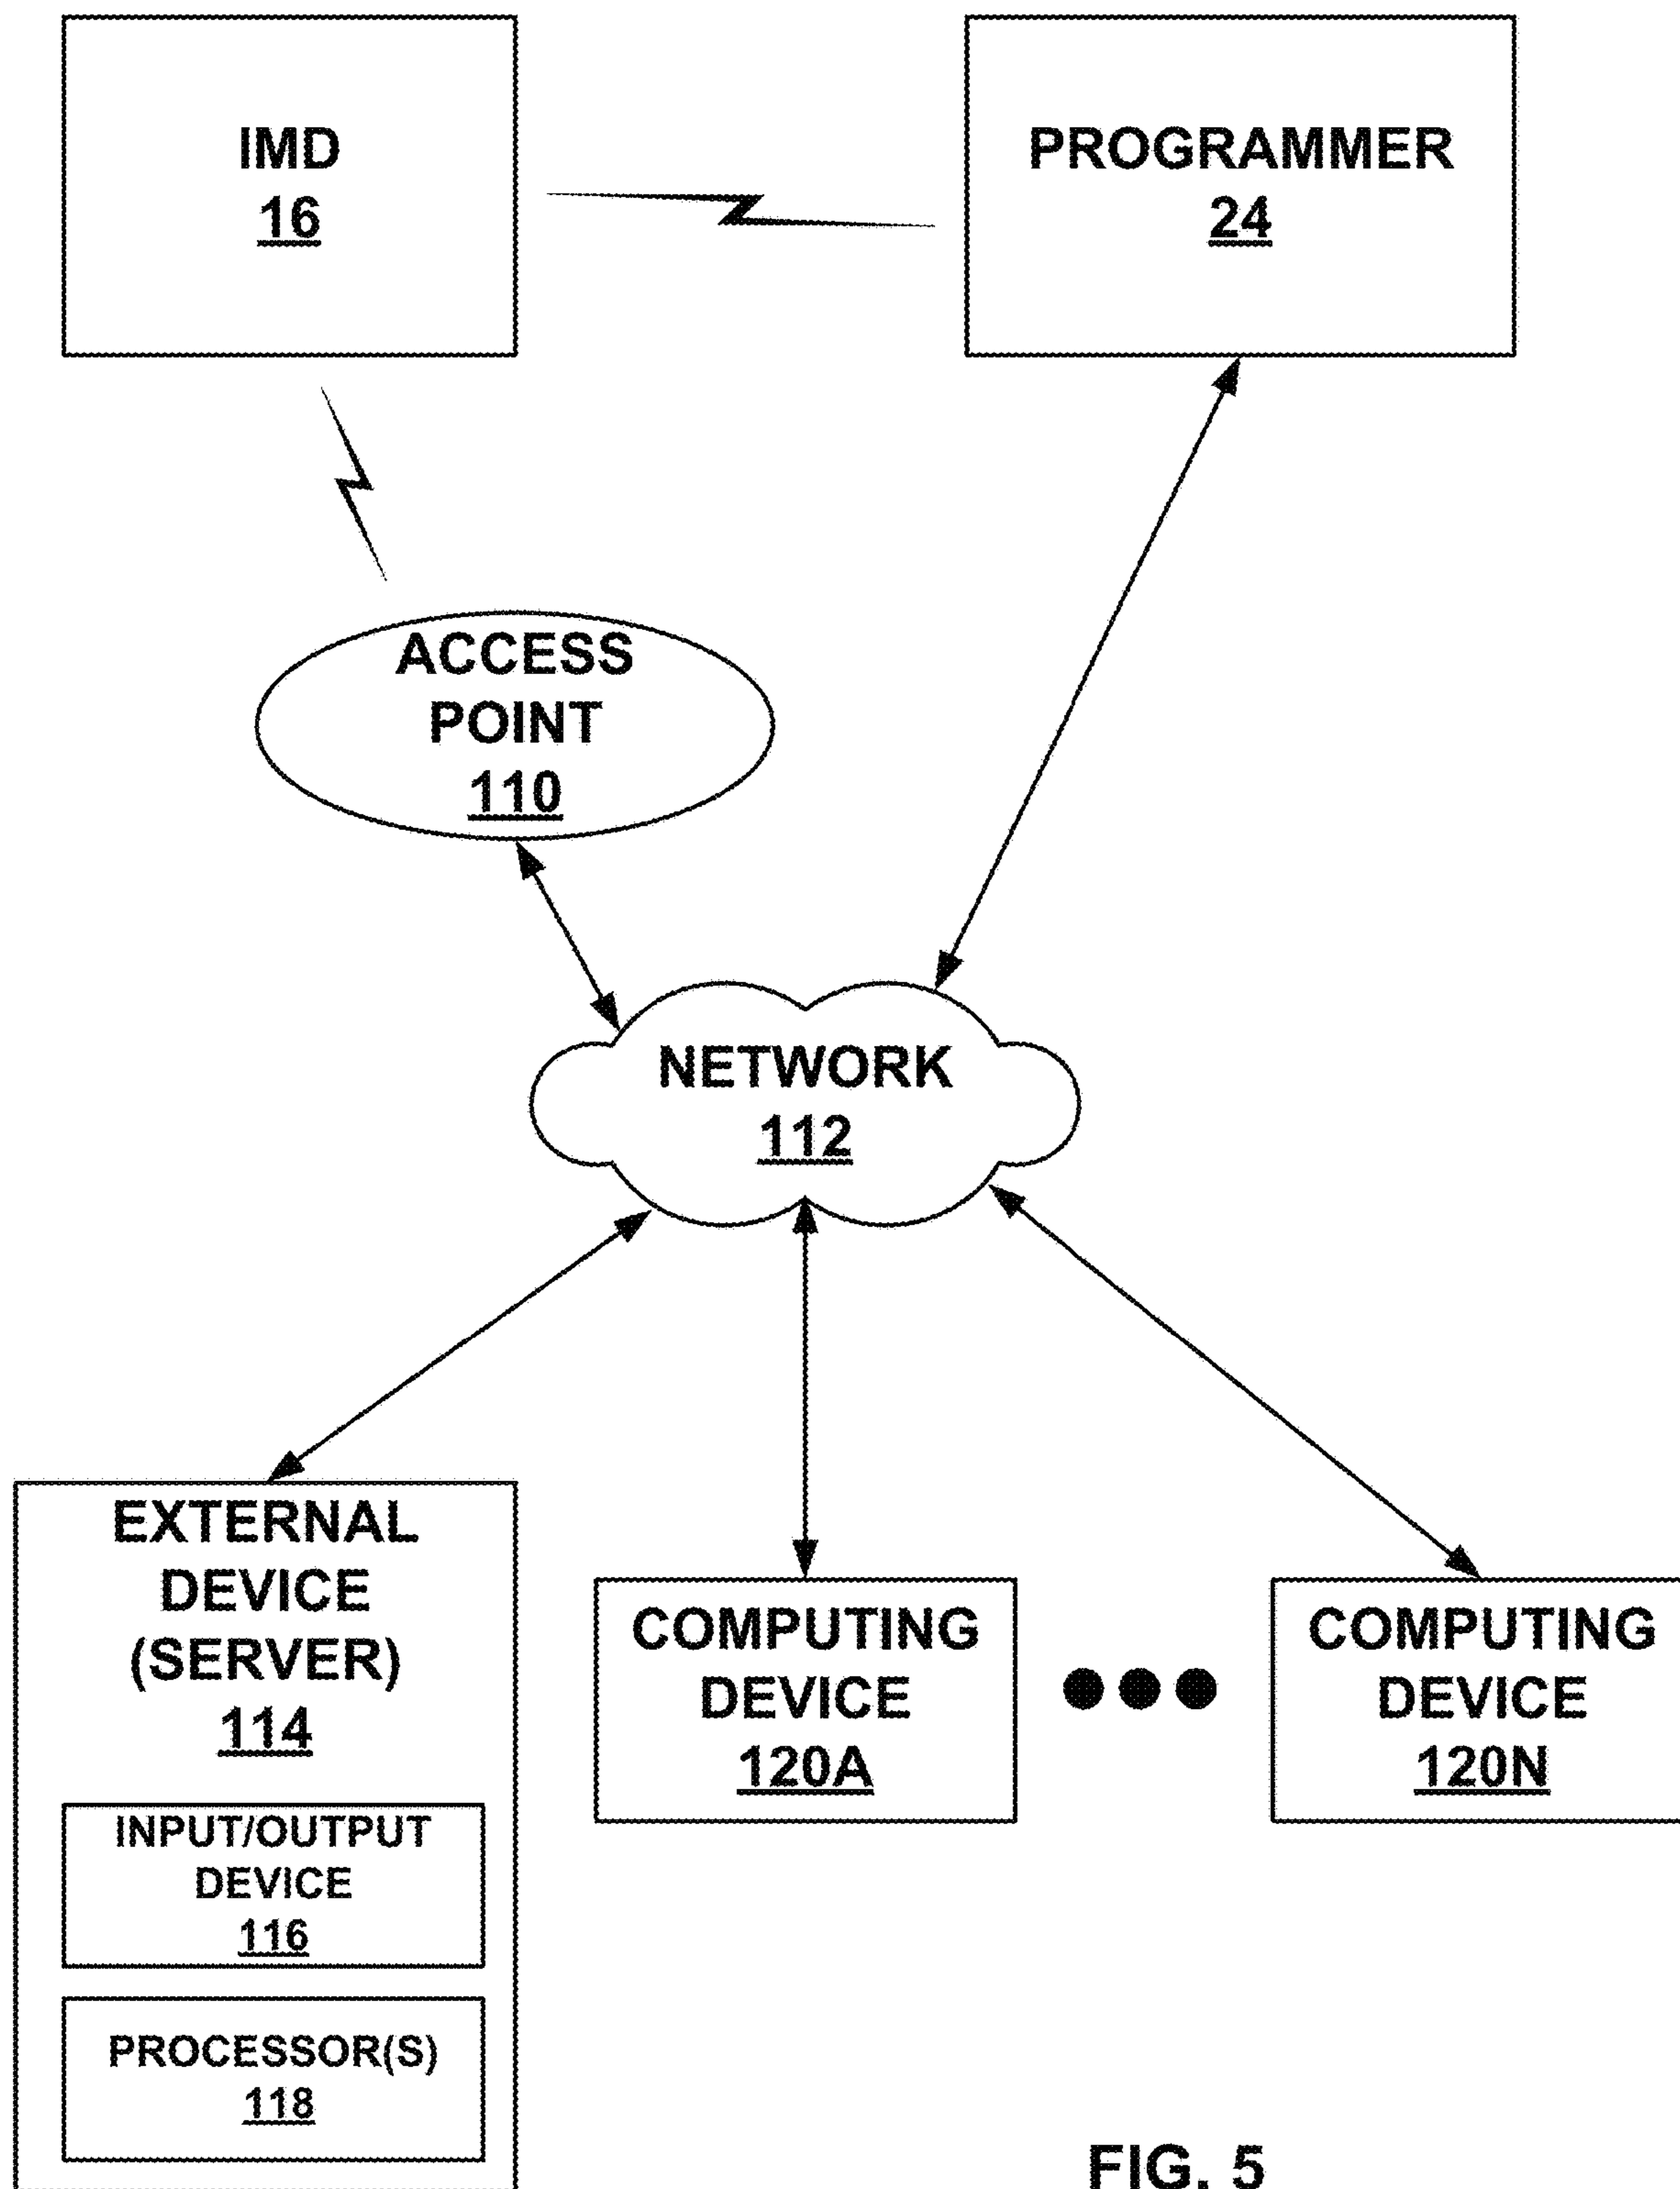 IMD
16
PROGRAMMER
24
ACCESS
POINT
110
NETWORK
112
EXTERNAL
DEVICE
(SERVER)
114
INPUT/OUTPUT
DEVICE
116
PROCESSOR(S)
118
COMPUTING
DEVICE
120A
COMPUTING
DEVICE
120N
FIG. 5